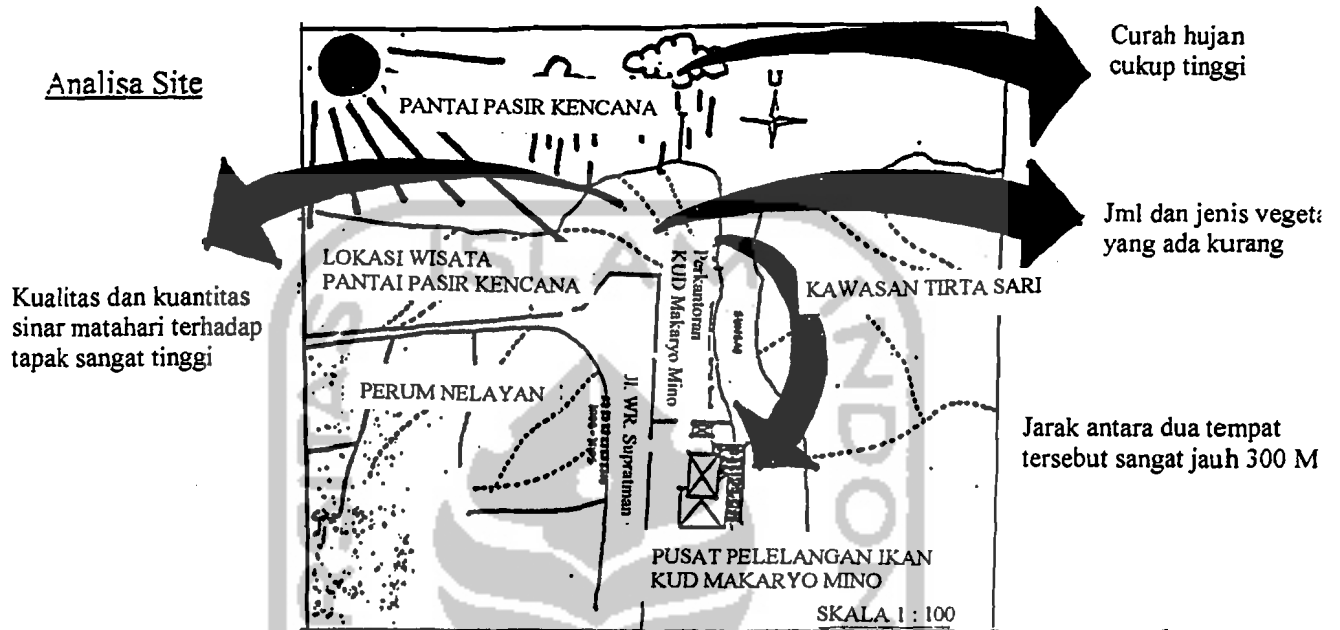 Analisa Site
Curah hujan
cukup tinggi
U
PANTAI PASIR KENCANA
Jml dan jenis vegeta
yang ada kurang
LOKASI WISATA
PANTAI PASIR KENCANA
Perkantoran
KUD Makaryo Mino
KAWASAN TIRTA SARI
Kualitas dan kuantitas
sinar matahari terhadap
tapak sangat tinggi
PERUM NELAYAN
Jl. WR. Supratman
Jarak antara dua tempat
tersebut sangat jauh 300 M
PUSAT PELELANGAN IKAN
KUD MAKARYO MINO
SKALA 1 : 100
ISLAM